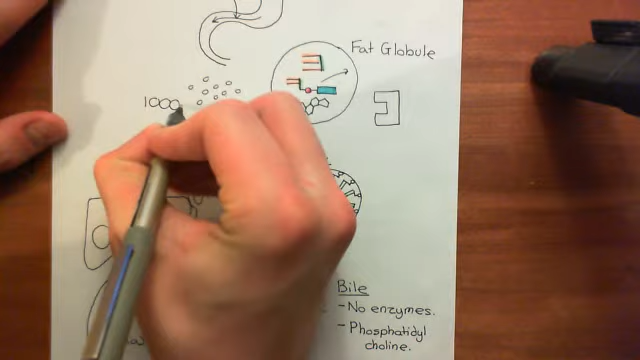 Fat Globule
1000
Bile
- No enzymes.
- Phosphatidyl
choline.